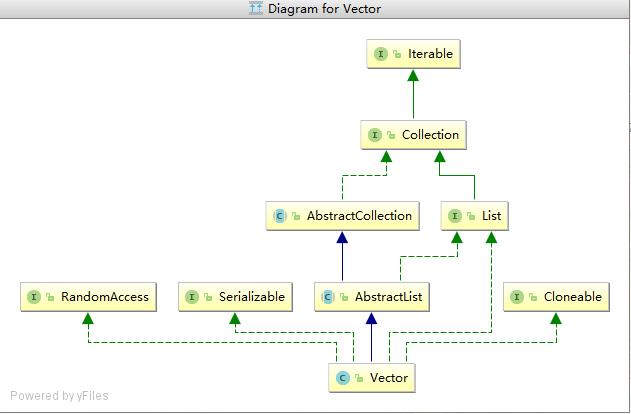 Diagram for Vector
I Iterable
I Collection
C AbstractCollection
I List
I RandomAccess
I Serializable
C AbstractList
I Cloneable
C Vector
Powered by yFiles